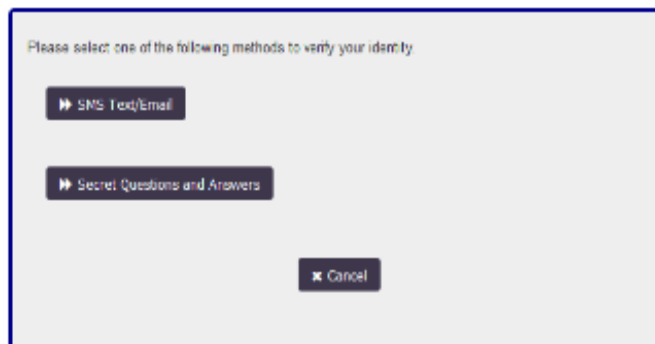 Please select one of the following methods to verify your identity
SMS Text/Email
Secret Questions and Answers
Cancel